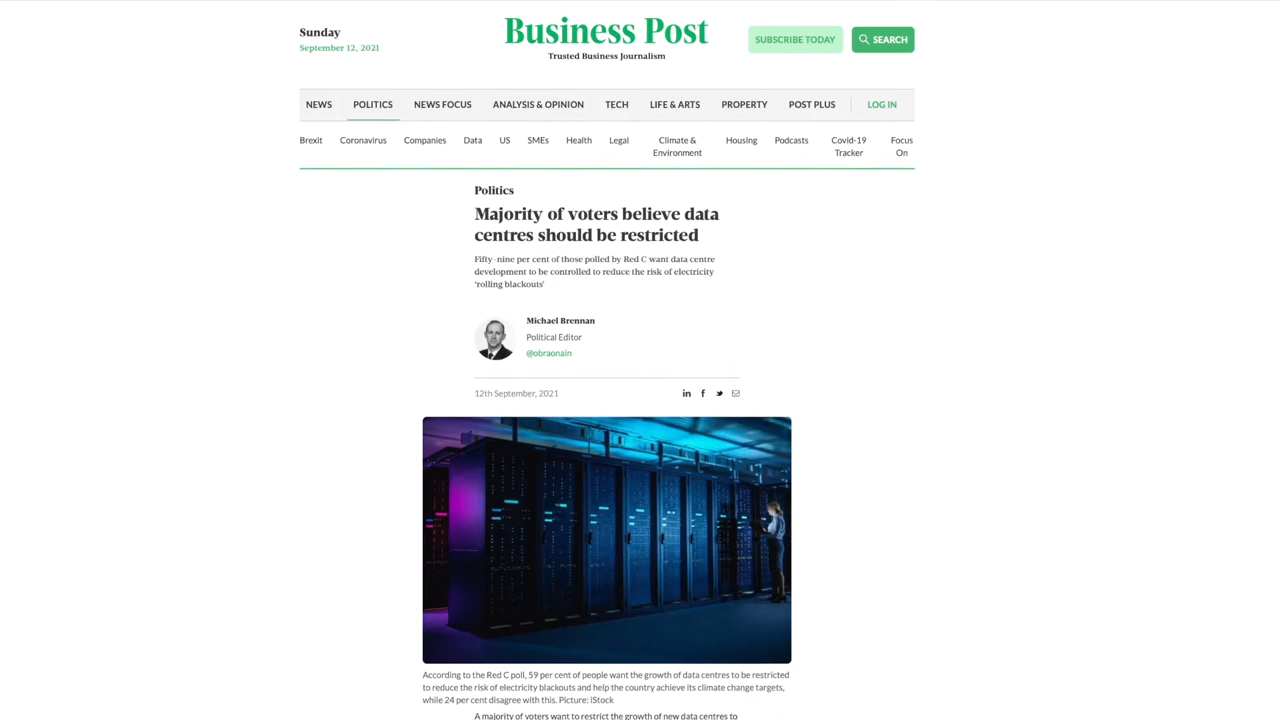 Sunday
September 12, 2021
Business Post
Trusted Business Journalism
SUBSCRIBE TODAY
SEARCH
NEWS POLITICS NEWS FOCUS ANALYSIS & OPINION TECH LIFE & ARTS PROPERTY POST PLUS LOG IN
Brexit Coronavirus Companies Data US SMEs Health Legal Climate & Environment Housing Podcasts Covid-19 Tracker Focus On
Politics
Majority of voters believe data
centres should be restricted
Fifty-nine per cent of those polled by Red C want data centre
development to be controlled to reduce the risk of electricity
‘rolling blackouts’
Michael Brennan
Political Editor
@obraonain
12th September, 2021
According to the Red C poll, 59 per cent of people want the growth of data centres to be restricted
to reduce the risk of electricity blackouts and help the country achieve its climate change targets,
while 24 per cent disagree with this. Picture: iStock
A majority of voters want to restrict the growth of new data centres to